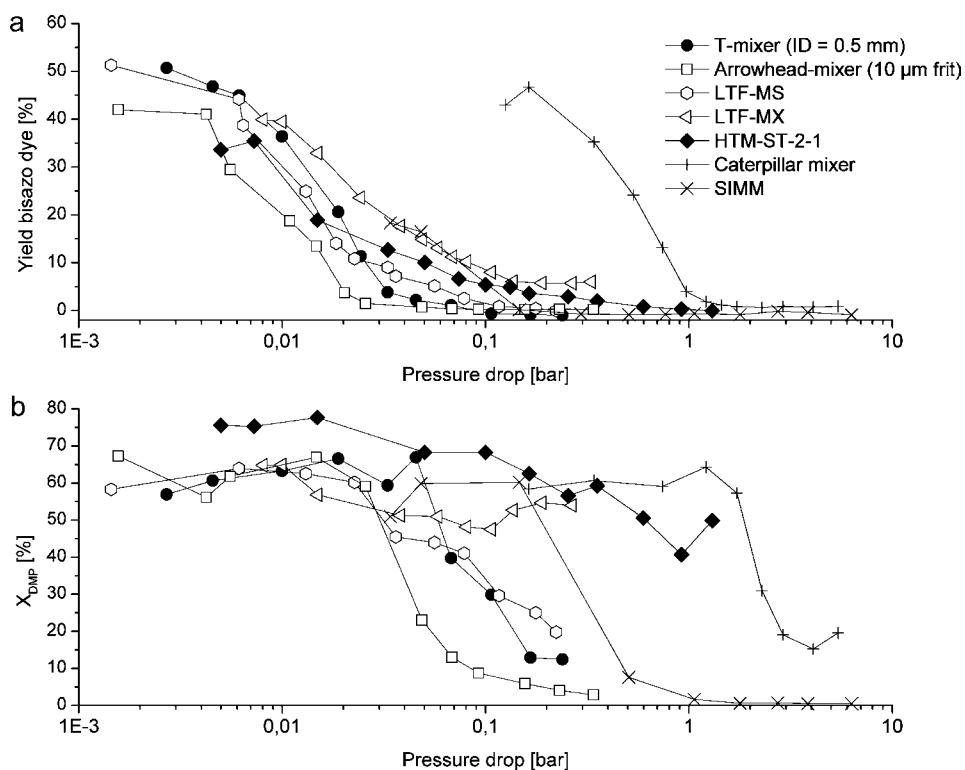 a
Yield bisazo dye [%]
60
50
40
30
20
10
0
T-mixer (ID = 0.5 mm)
Arrowhead-mixer (10 µm frit)
LTF-MS
LTF-MX
HTM-ST-2-1
Caterpillar mixer
SIMM
1E-3 0,01 0,1 1 10
Pressure drop [bar]
b
X_DMP [%]
80
70
60
50
40
30
20
10
0
1E-3 0,01 0,1 1 10
Pressure drop [bar]